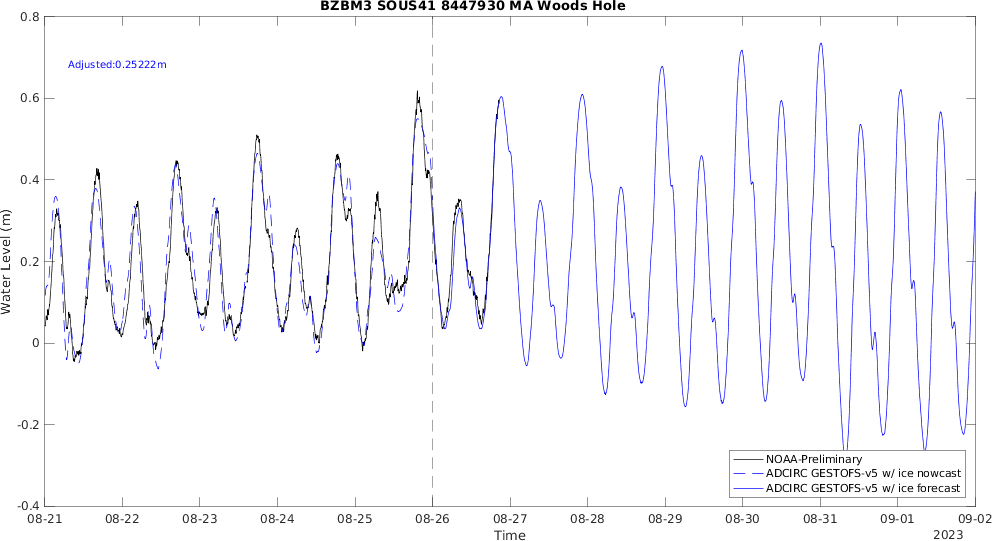 BZBM3 SOUS41 8447930 MA Woods Hole
Adjusted:0.25222m
0.8
0.6
0.4
0.2
0
-0.2
-0.4
Water Level (m)
NOAA-Preliminary
ADCIRC GESTOFS-v5 w/ ice nowcast
ADCIRC GESTOFS-v5 w/ ice forecast
08-21 08-22 08-23 08-24 08-25 08-26 08-27 08-28 08-29 08-30 08-31 09-01 09-02
Time
2023